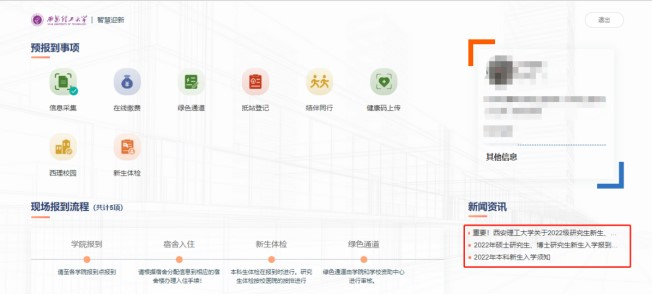 西安理工大学 | 智慧迎新
退出
预报到事项
信息采集
在线缴费
绿色通道
抵站登记
结伴同行
健康码上传
西理校园
新生体检
其他信息
现场报到流程 (共计5项)
学院报到
宿舍入住
新生体检
绿色通道
请至各学院报到点报到
请根据宿舍分配信息到相应的宿
舍楼办理入住手续！
本科生体检在报到时进行，研究
生体检按校医院的安排进行
绿色通道由学院和学校资助中心
进行审核。
新闻资讯
重要！西安理工大学关于2022级研究生新生、...
2022年硕士研究生、博士研究生新生入学报到...
2022年本科新生入学须知